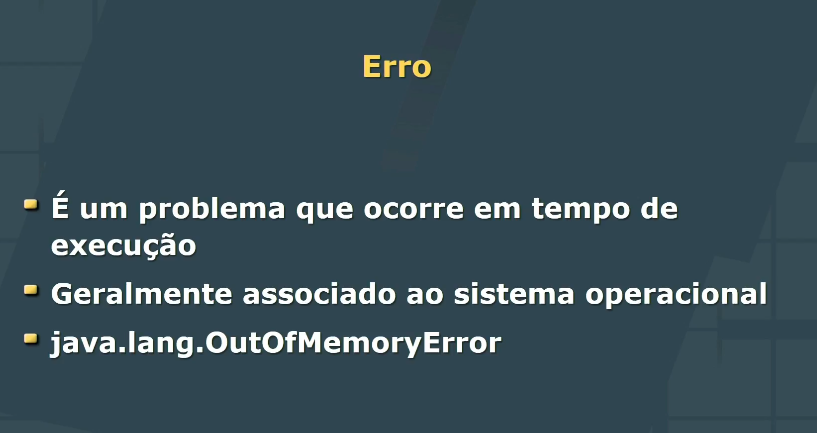 Erro
É um problema que ocorre em tempo de
execução
Geralmente associado ao sistema operacional
java.lang.OutOfMemoryError